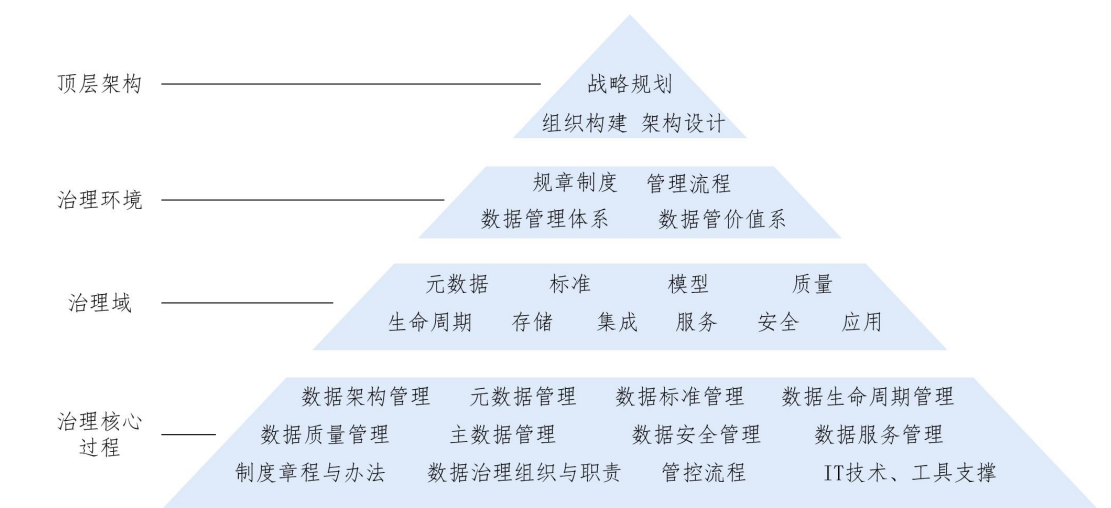 顶层架构
战略规划
组织构建 架构设计
治理环境
规章制度 管理流程
数据管理体系 数据管价值系
治理域
元数据 标准 模型 质量
生命周期 存储 集成 服务 安全 应用
治理核心
过程
数据架构管理 元数据管理 数据标准管理 数据生命周期管理
数据质量管理 主数据管理 数据安全管理 数据服务管理
制度章程与办法 数据治理组织与职责 管控流程 IT技术、工具支撑